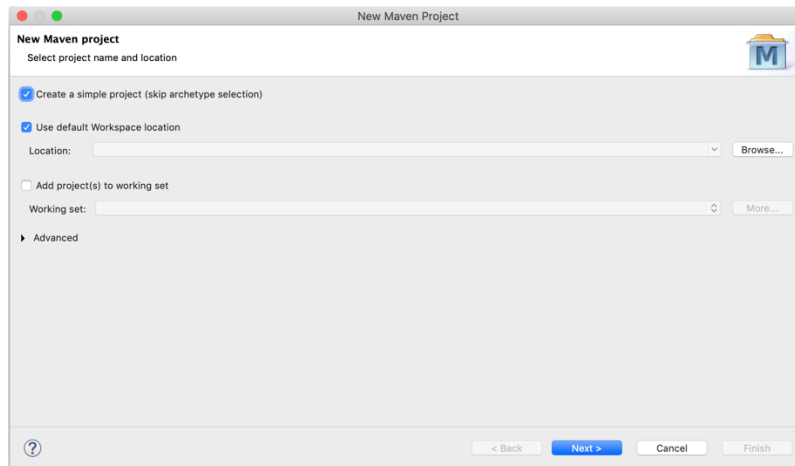 New Maven Project
New Maven project
Select project name and location
M
Create a simple project (skip archetype selection)
Use default Workspace location
Location:
Browse...
Add project(s) to working set
Working set:
More...
Advanced
?
< Back
Next >
Cancel
Finish